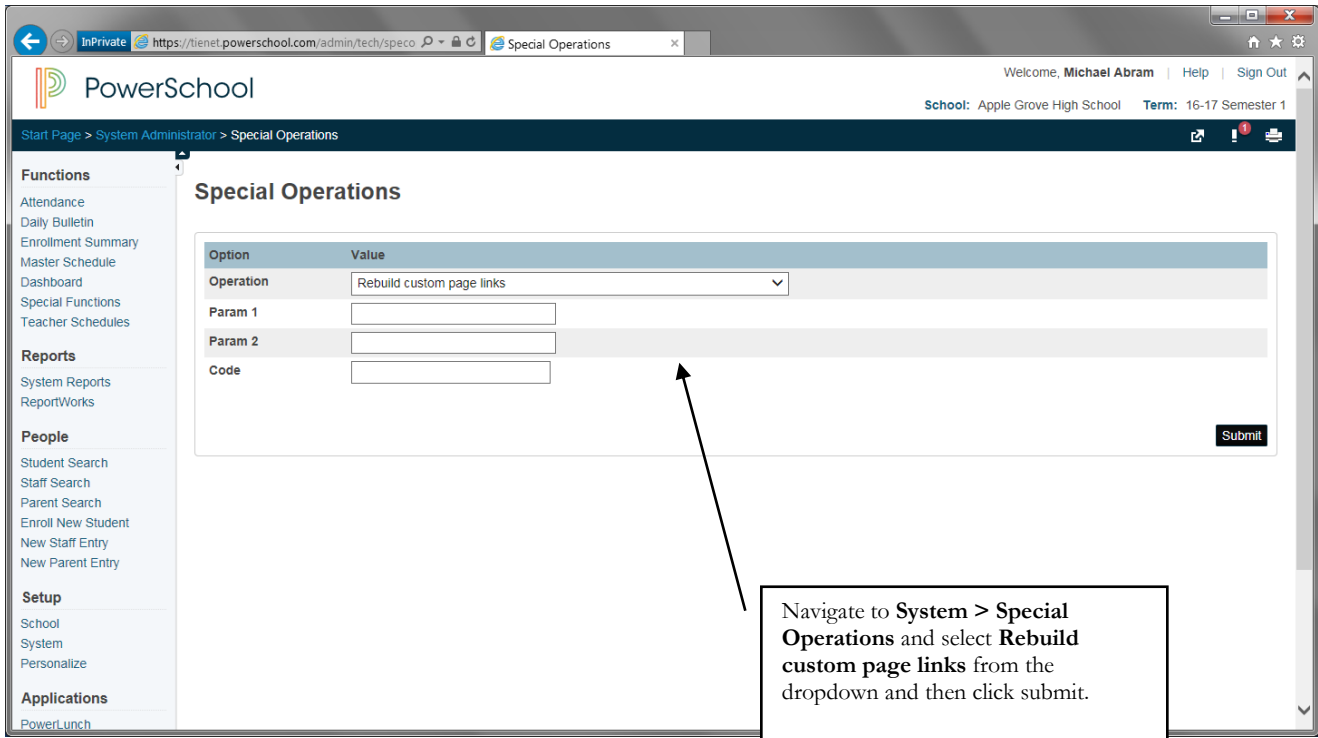 InPrivate https://tienet.powerschool.com/admin/tech/speco Special Operations
PowerSchool
Welcome, Michael Abram | Help | Sign Out
School: Apple Grove High School Term: 16-17 Semester 1
Start Page > System Administrator > Special Operations
1
Functions
Attendance
Daily Bulletin
Enrollment Summary
Master Schedule
Dashboard
Special Functions
Teacher Schedules
Reports
System Reports
ReportWorks
People
Student Search
Staff Search
Parent Search
Enroll New Student
New Staff Entry
New Parent Entry
Setup
School
System
Personalize
Applications
PowerLunch
Special Operations
Option Value
Operation Rebuild custom page links
Param 1
Param 2
Code
Submit
Navigate to System > Special
Operations and select Rebuild
custom page links from the
dropdown and then click submit.